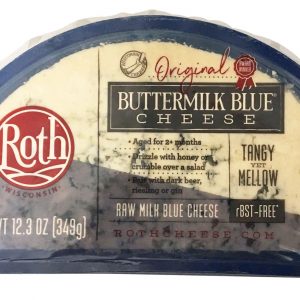 Original
BUTTERMILK BLUE™
CHEESE
Roth
WISCONSIN
• Aged for 2+ months
• Drizzle with honey or
crumble over a salad
• Pair with dark beer,
riesling or gin
TANGY
YET
MELLOW
RAW MILK BLUE CHEESE
rBST-FREE*
WT 12.3 OZ (349g)
ROTHCHEESE.COM